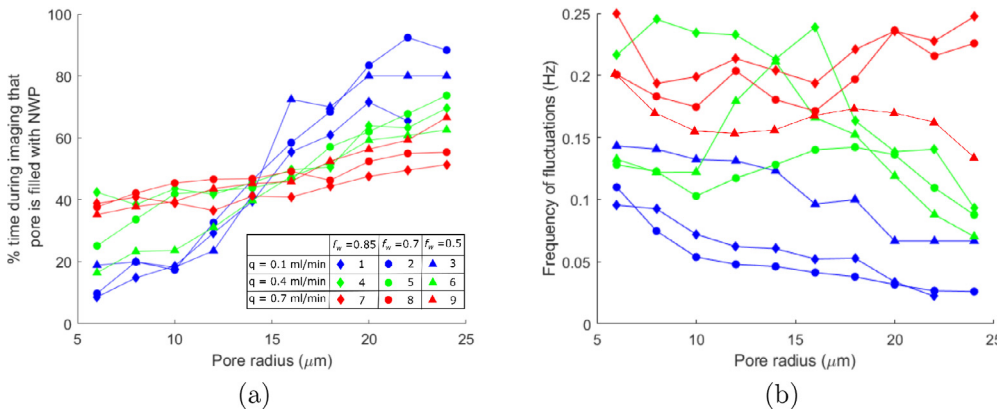 (a)
% time during imaging that
pore is filled with NWP
100
80
60
40
20
0
5 10 15 20 25
Pore radius (μm)
f_w =0.85 f_w =0.7 f_w =0.5
q = 0.1 ml/min 1 2 3
q = 0.4 ml/min 4 5 6
q = 0.7 ml/min 7 8 9
(a)
b)
Frequency of fluctuations (Hz)
0.25
0.2
0.15
0.1
0.05
0
5 10 15 20 25
Pore radius (μm)
(b)